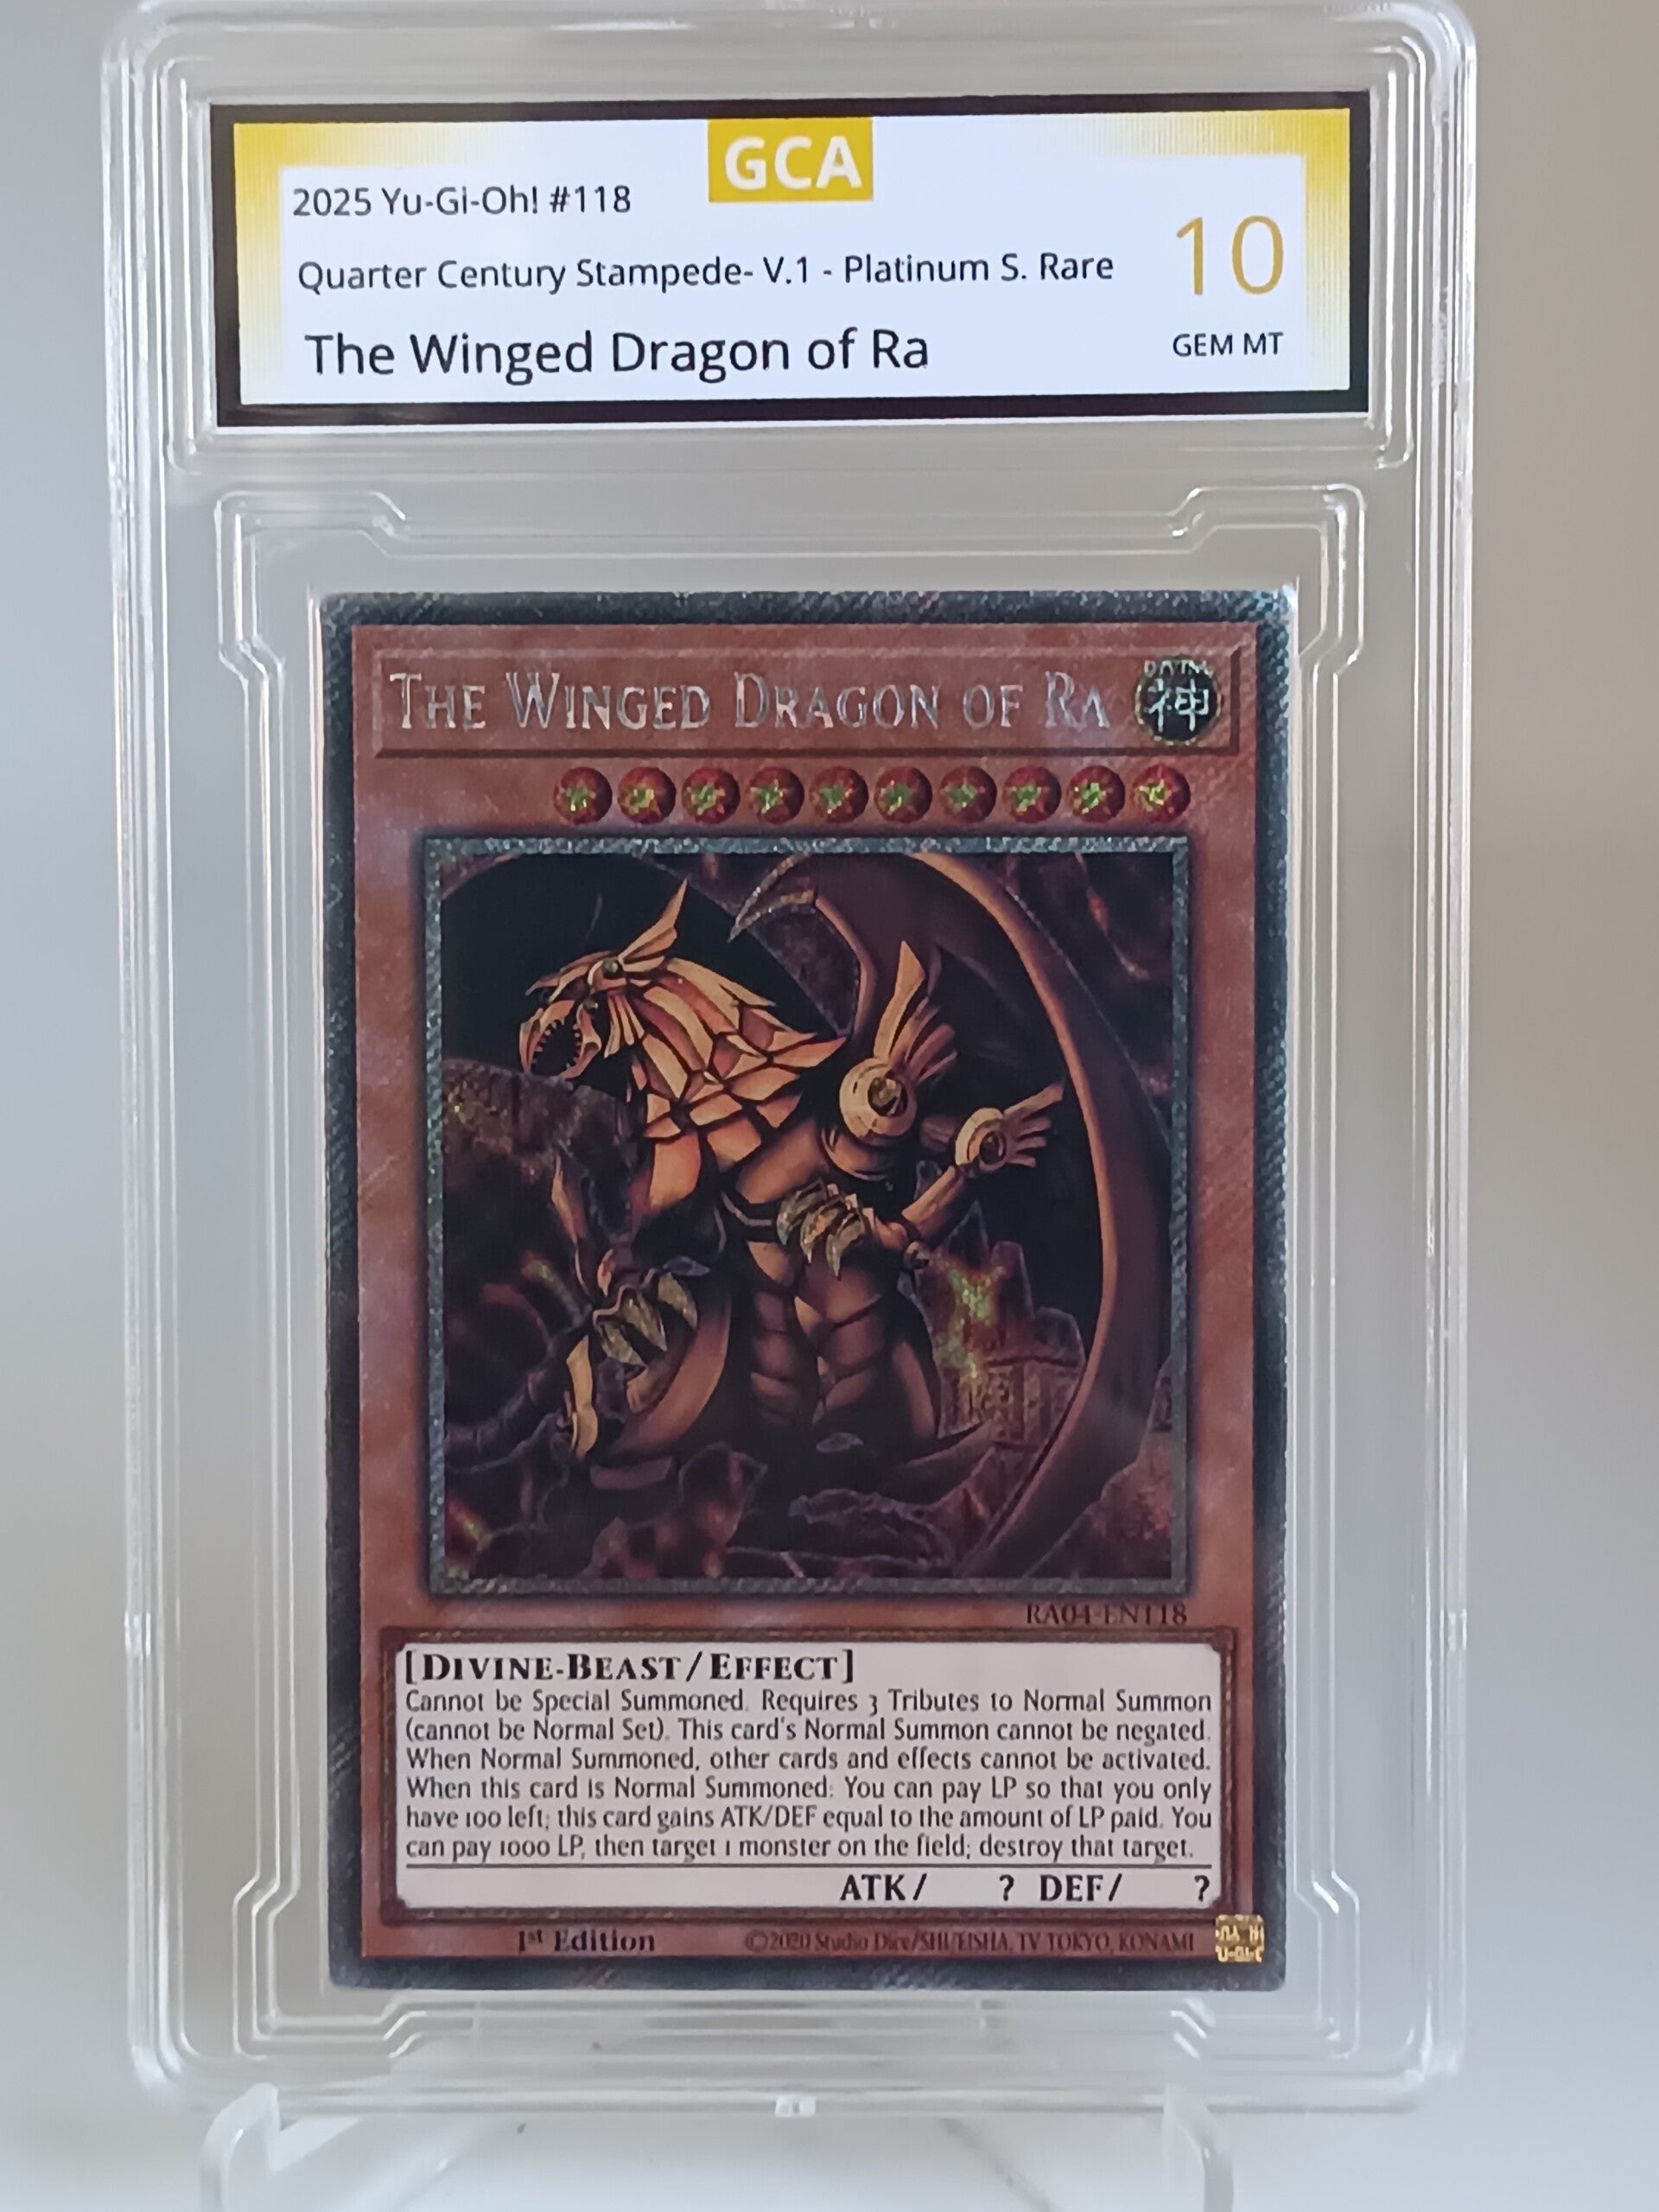 GCA
2025 Yu-Gi-Oh! #118
Quarter Century Stampede- V.1 - Platinum S. Rare
10
The Winged Dragon of Ra
GEM MT
THE WINGED DRAGON OF RA
神
RA04-EN118
[DIVINE-BEAST/EFFECT]
Cannot be Special Summoned. Requires 3 Tributes to Normal Summon
(cannot be Normal Set). This card's Normal Summon cannot be negated.
When Normal Summoned, other cards and effects cannot be activated.
When this card is Normal Summoned: You can pay LP so that you only
have 100 left; this card gains ATK/DEF equal to the amount of LP paid. You
can pay 1000 LP, then target 1 monster on the field; destroy that target.
ATK/ ? DEF/ ?
1st Edition
©2020 Studio Dice/SHUEISHA, TV TOKYO, KONAMI